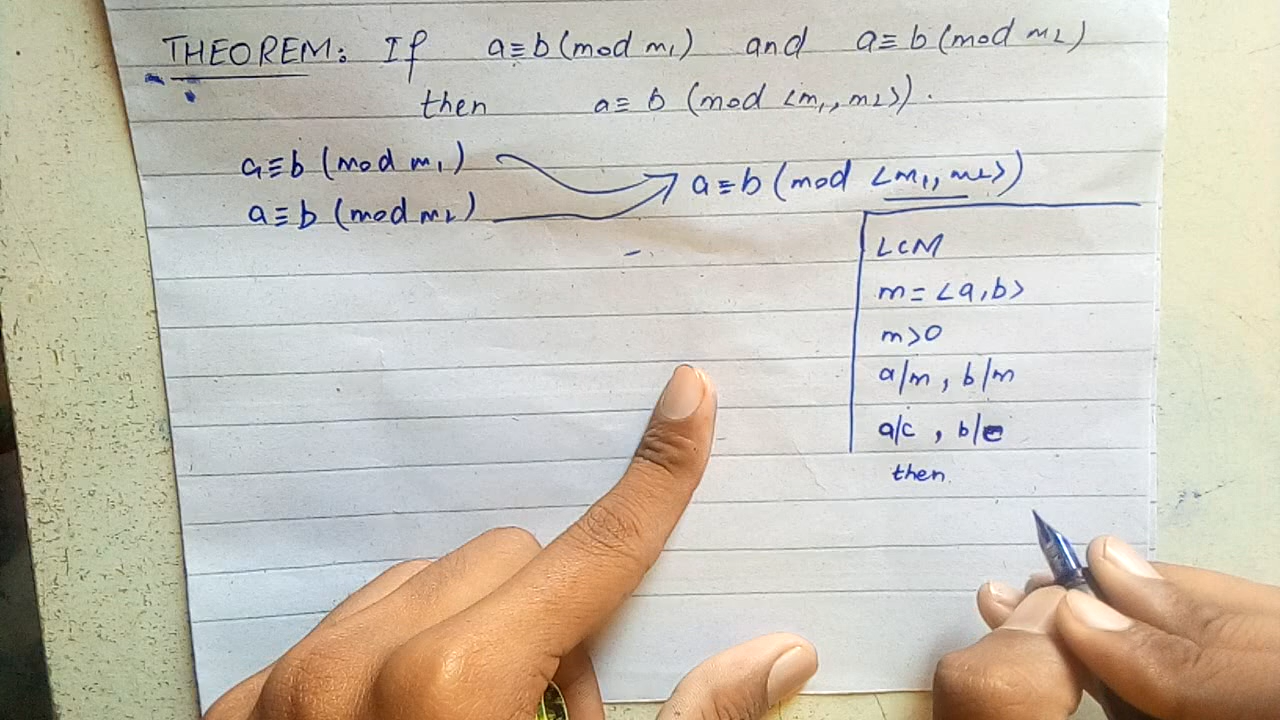 THEOREM: If a≡b (mod m₁) and a≡b (mod m₂)
then a≡ b (mod <m₁, m₂>).
a≡b (mod m₁)
a≡b (mod m₂)
a≡b (mod <m₁, m₂>)
LCM
m = <a,b>
m>0
a/m , b/m
a/c , b/c
then